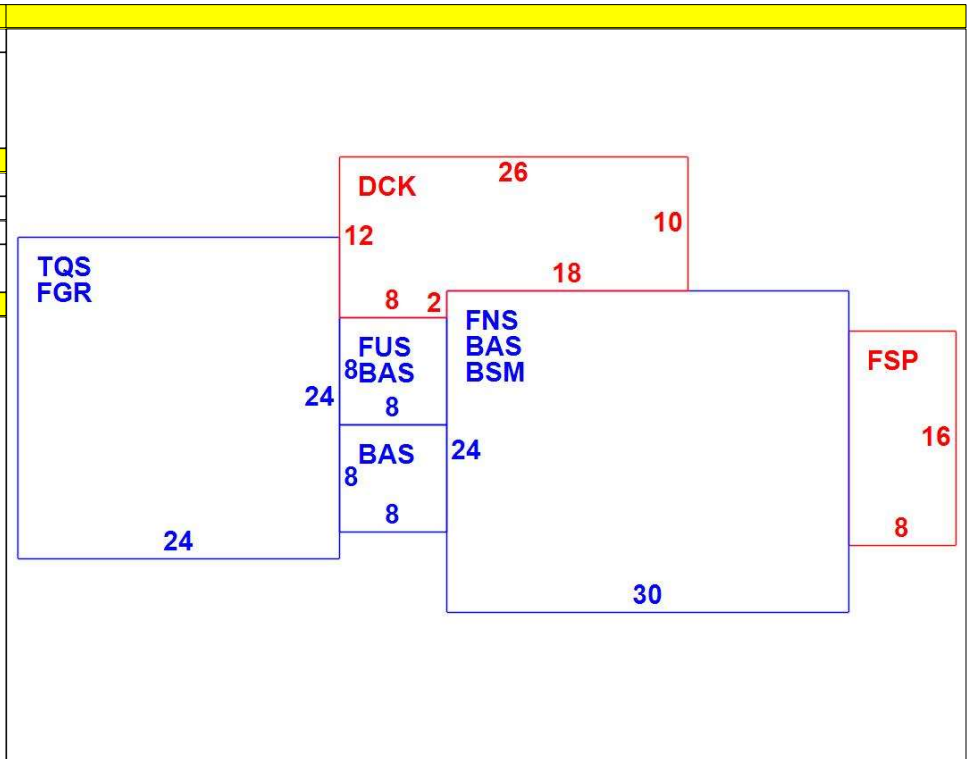 26
DCK
10
12
TQS
FGR
18
8 2
FNS
BAS
BSM
FUS
8BAS
FSP
24
8
16
BAS
24
8
8
8
24
30